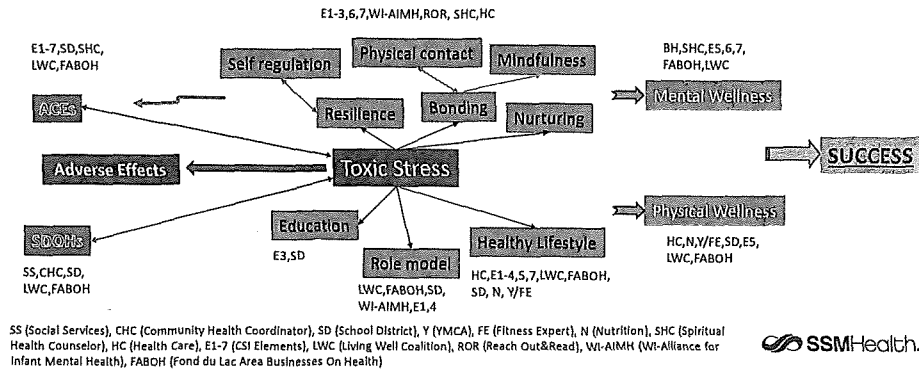 E1-3,6,7,WI-AIMH,ROR, SHC,HC
E1-7,SD,SHC,
LWC,FABOH
Self regulation
Physical contact
Mindfulness
BH,SHC,E5,6,7,
FABOH,LWC
ACEs
Resilience
Bonding
Nurturing
Mental Wellness
Adverse Effects
Toxic Stress
SUCCESS
SDOHs
Education
E3,SD
Role model
Healthy Lifestyle
Physical Wellness
SS,CHC,SD,
LWC,FABOH
LWC,FABOH,SD,
WI-AIMH,E1,4
HC,E1-4,5,7,LWC,FABOH,
SD, N, Y/FE
HC,N,Y/FE,SD,E5,
LWC,FABOH
SS (Social Services), CHC (Community Health Coordinator), SD (School District), Y (YMCA), FE (Fitness Expert), N (Nutrition), SHC (Spiritual
Health Counselor), HC (Health Care), E1-7 (CSI Elements), LWC (Living Well Coalition), ROR (Reach Out&Read), WI-AIMH (WI-Alliance for
Infant Mental Health), FABOH (Fond du Lac Area Businesses On Health)
SSMHealth.